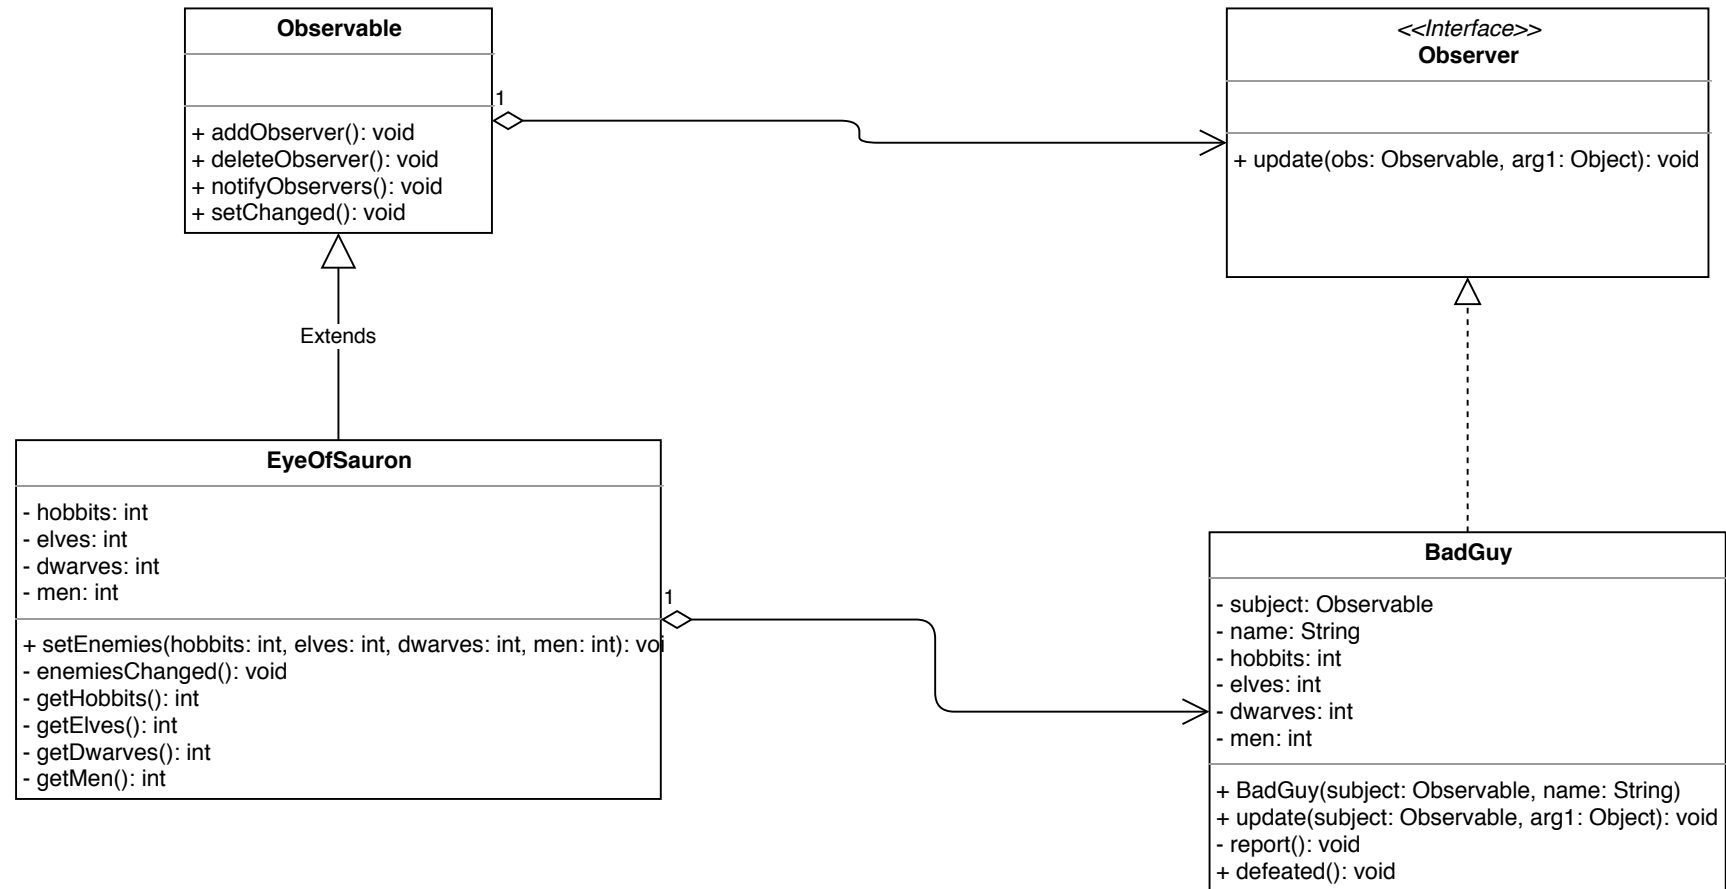 Observable
+ addObserver(): void
+ deleteObserver(): void
+ notifyObservers(): void
+ setChanged(): void
1
<<Interface>>
Observer
+ update(obs: Observable, arg1: Object): void
Extends
EyeOfSauron
- hobbits: int
- elves: int
- dwarves: int
- men: int
+ setEnemies(hobbits: int, elves: int, dwarves: int, men: int): voi
- enemiesChanged(): void
- getHobbits(): int
- getElves(): int
- getDwarves(): int
- getMen(): int
1
BadGuy
- subject: Observable
- name: String
- hobbits: int
- elves: int
- dwarves: int
- men: int
+ BadGuy(subject: Observable, name: String)
+ update(subject: Observable, arg1: Object): void
- report(): void
+ defeated(): void